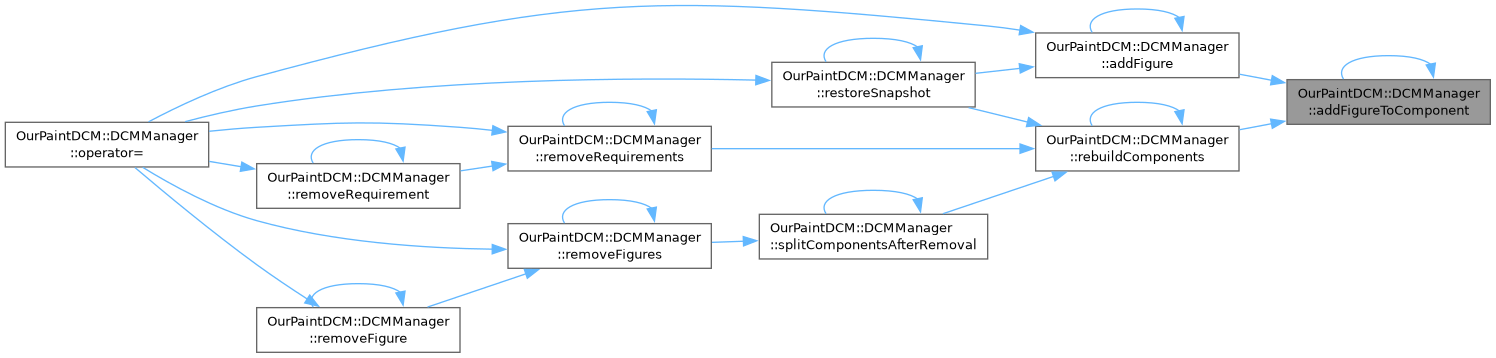 OurPaintDCM::DCMManager
::addFigure
OurPaintDCM::DCMManager
::restoreSnapshot
OurPaintDCM::DCMManager
::addFigureToComponent
OurPaintDCM::DCMManager
::operator=
OurPaintDCM::DCMManager
::removeRequirements
OurPaintDCM::DCMManager
::rebuildComponents
OurPaintDCM::DCMManager
::removeRequirement
OurPaintDCM::DCMManager
::splitComponentsAfterRemoval
OurPaintDCM::DCMManager
::removeFigures
OurPaintDCM::DCMManager
::removeFigure